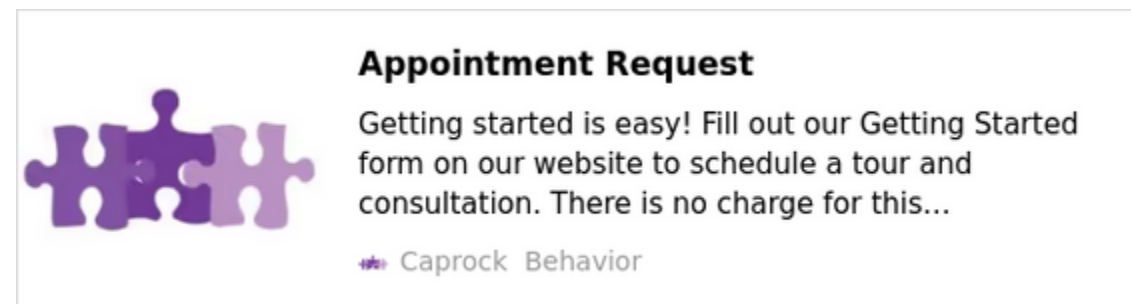 Appointment Request
Getting started is easy! Fill out our Getting Started
form on our website to schedule a tour and
consultation. There is no charge for this...
Caprock Behavior